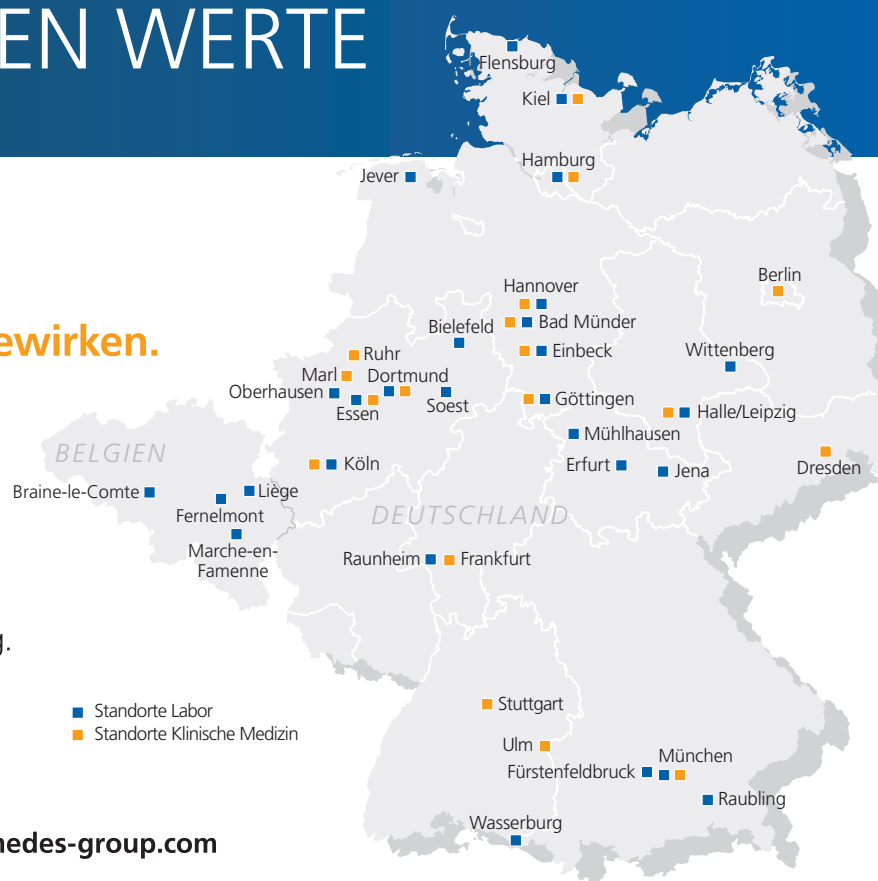 EN WERTE
Flensburg
Kiel
Hamburg
Jever
Berlin
Hannover
Bielefeld
Bad Münder
ewirken.
Ruhr
Einbeck
Wittenberg
Marl
Dortmund
Oberhausen
Essen
Soest
Göttingen
Halle/Leipzig
Mühlhausen
BELGIEN
Köln
Erfurt
Jena
Dresden
Braine-le-Comte
Liège
Fernelmont
DEUTSCHLAND
Marche-en-
Famenne
Raunheim
Frankfurt
g.
Standorte Labor
Standorte Klinische Medizin
Stuttgart
Ulm
München
Fürstenfeldbruck
Raubling
Wasserburg
nedes-group.com